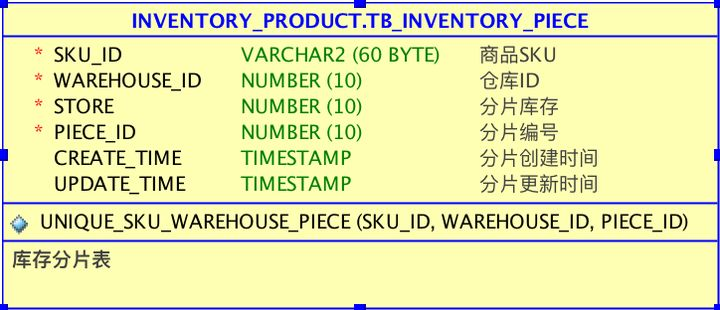 INVENTORY_PRODUCT.TB_INVENTORY_PIECE
* SKU_ID VARCHAR2 (60 BYTE) 商品SKU
* WAREHOUSE_ID NUMBER (10) 仓库ID
* STORE NUMBER (10) 分片库存
* PIECE_ID NUMBER (10) 分片编号
CREATE_TIME TIMESTAMP 分片创建时间
UPDATE_TIME TIMESTAMP 分片更新时间
UNIQUE_SKU_WAREHOUSE_PIECE (SKU_ID, WAREHOUSE_ID, PIECE_ID)
库存分片表